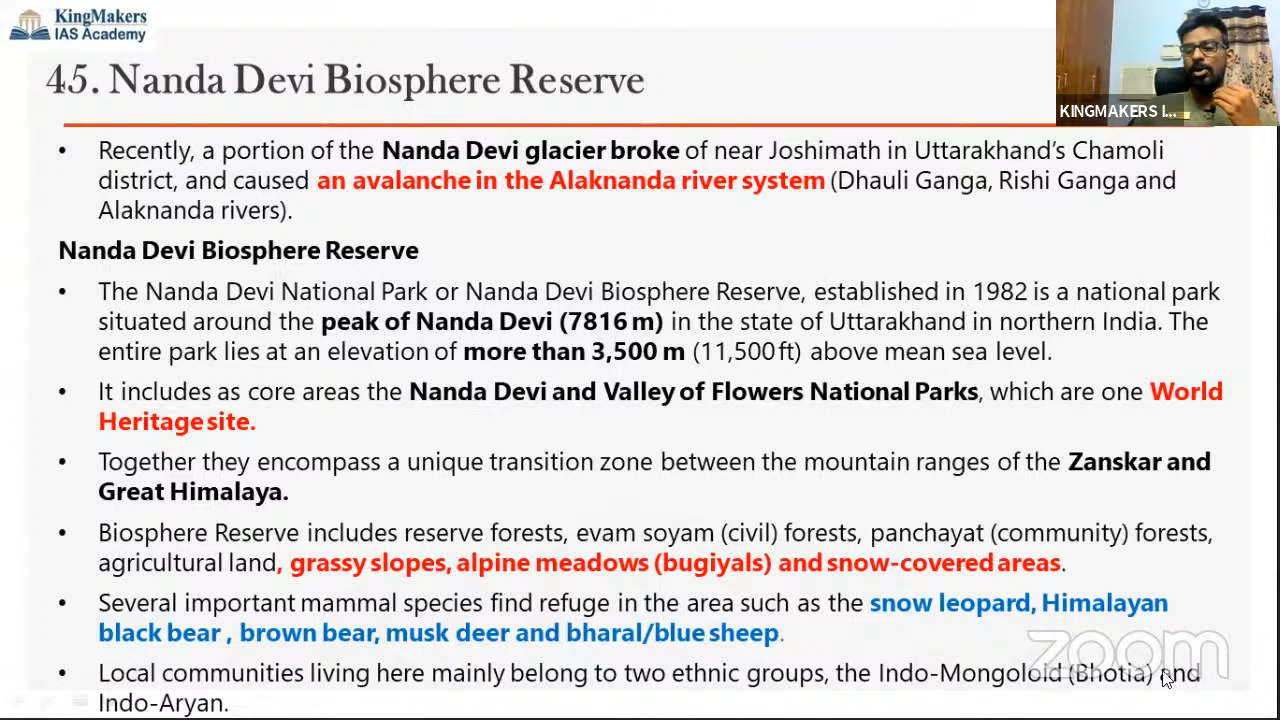 KingMakers
IAS Academy
45. Nanda Devi Biosphere Reserve
KINGMAKERS I...
• Recently, a portion of the Nanda Devi glacier broke of near Joshimath in Uttarakhand's Chamoli
district, and caused an avalanche in the Alaknanda river system (Dhauli Ganga, Rishi Ganga and
Alaknanda rivers).
Nanda Devi Biosphere Reserve
• The Nanda Devi National Park or Nanda Devi Biosphere Reserve, established in 1982 is a national park
situated around the peak of Nanda Devi (7816 m) in the state of Uttarakhand in northern India. The
entire park lies at an elevation of more than 3,500 m (11,500 ft) above mean sea level.
• It includes as core areas the Nanda Devi and Valley of Flowers National Parks, which are one World
Heritage site.
• Together they encompass a unique transition zone between the mountain ranges of the Zanskar and
Great Himalaya.
• Biosphere Reserve includes reserve forests, evam soyam (civil) forests, panchayat (community) forests,
agricultural land, grassy slopes, alpine meadows (bugiyals) and snow-covered areas.
• Several important mammal species find refuge in the area such as the snow leopard, Himalayan
black bear , brown bear, musk deer and bharal/blue sheep.
• Local communities living here mainly belong to two ethnic groups, the Indo-Mongoloid (Bhotia) and
Indo-Aryan.
zoom